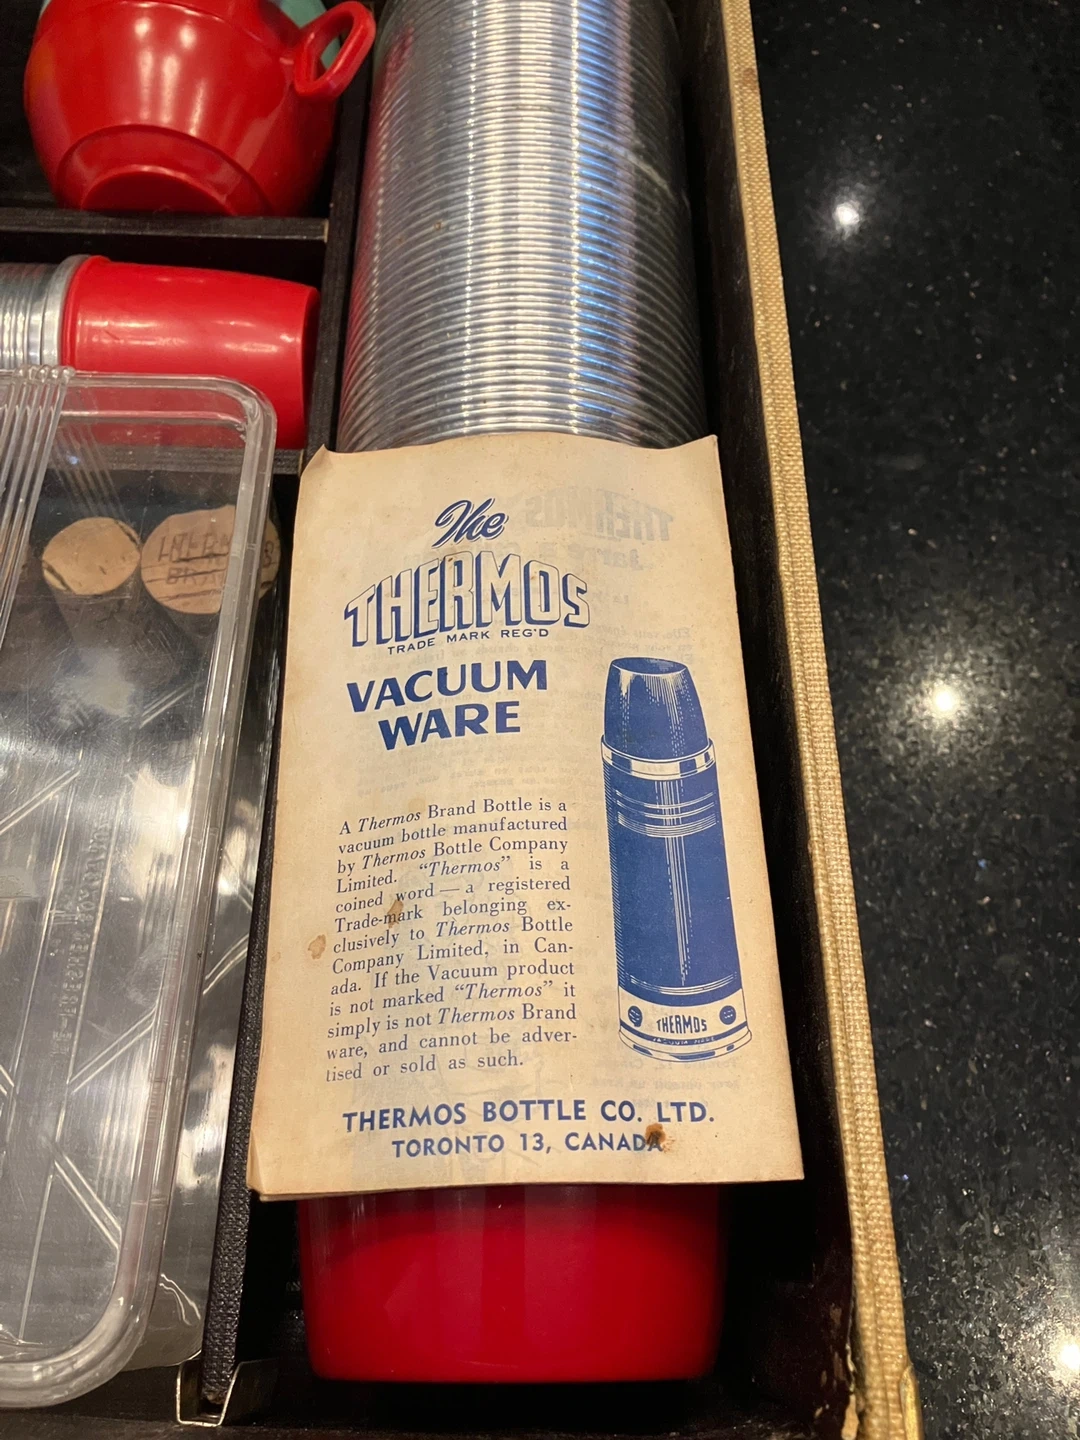 The
THERMOS
TRADE MARK REG'D
VACUUM
WARE
A Thermos Brand Bottle is a
vacuum bottle manufactured
by Thermos Bottle Company
Limited. “Thermos” is a
coined word — a registered
Trade-mark belonging ex-
clusively to Thermos Bottle
Company Limited, in Can-
ada. If the Vacuum product
is not marked “Thermos” it
simply is not Thermos Brand
ware, and cannot be adver-
tised or sold as such.
THERMOS
THERMOS BOTTLE CO. LTD.
TORONTO 13, CANADA